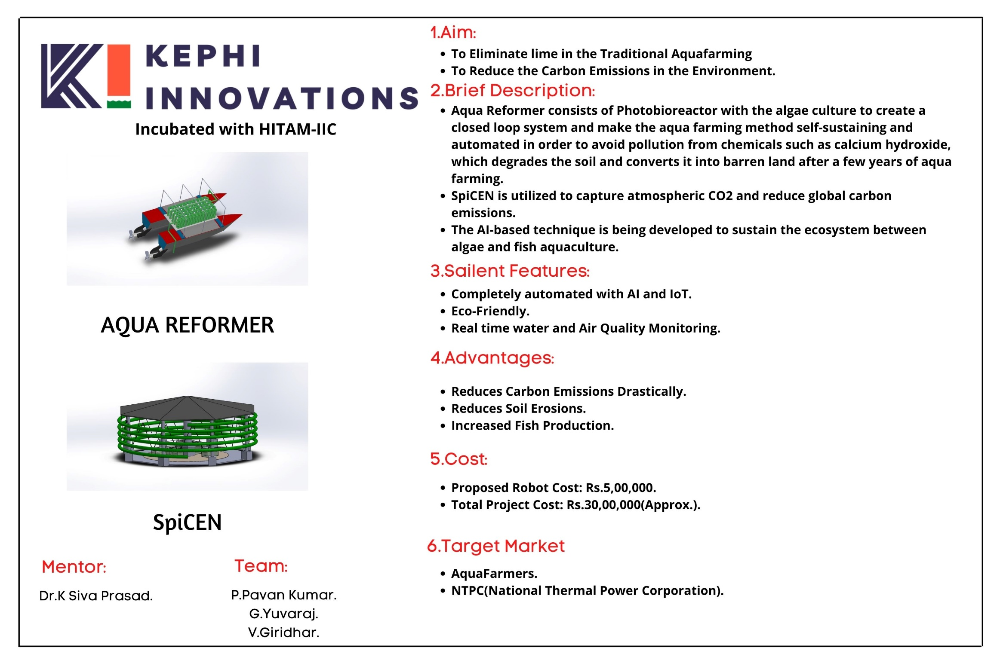 KEPHI
INNOVATIONS
Incubated with HITAM-IIC
AQUA REFORMER
SpiCEN
Mentor:
Dr.K Siva Prasad.
Team:
P.Pavan Kumar.
G.Yuvaraj.
V.Giridhar.
1.Aim:
• To Eliminate lime in the Traditional Aquafarming
• To Reduce the Carbon Emissions in the Environment.
2.Brief Description:
• Aqua Reformer consists of Photobioreactor with the algae culture to create a
closed loop system and make the aqua farming method self-sustaining and
automated in order to avoid pollution from chemicals such as calcium hydroxide,
which degrades the soil and converts it into barren land after a few years of aqua
farming.
• SpiCEN is utilized to capture atmospheric CO2 and reduce global carbon
emissions.
• The AI-based technique is being developed to sustain the ecosystem between
algae and fish aquaculture.
3.Sailent Features:
• Completely automated with AI and IoT.
• Eco-Friendly.
• Real time water and Air Quality Monitoring.
4.Advantages:
• Reduces Carbon Emissions Drastically.
• Reduces Soil Erosions.
• Increased Fish Production.
5.Cost:
• Proposed Robot Cost: Rs.5,00,000.
• Total Project Cost: Rs.30,00,000(Approx.).
6.Target Market
• AquaFarmers.
• NTPC(National Thermal Power Corporation).